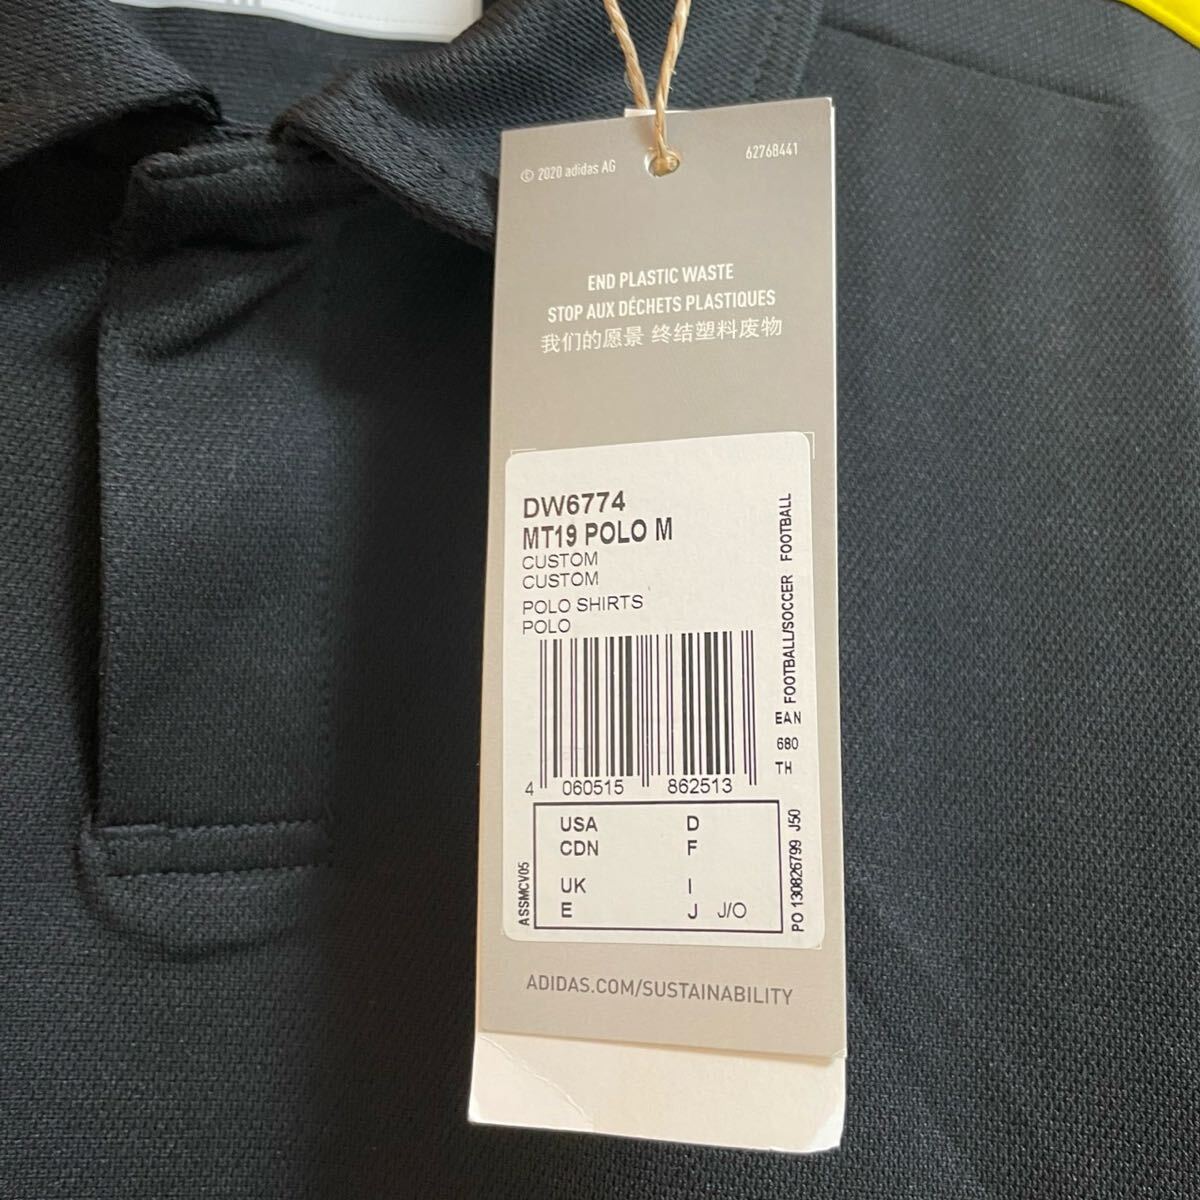 © 2020 adidas AG
62768441
END PLASTIC WASTE
STOP AUX DÉCHETS PLASTIQUES
我们的愿景 终结塑料废物
DW6774
MT19 POLO M
CUSTOM
CUSTOM
POLO SHIRTS
POLO
FOOTBALL/SOCCER FOOTBALL
EAN
680
TH
4 060515 862513
USA D
CDN F
UK I
E J J/O
ASSMCV05
PO 130826799 J50
ADIDAS.COM/SUSTAINABILITY